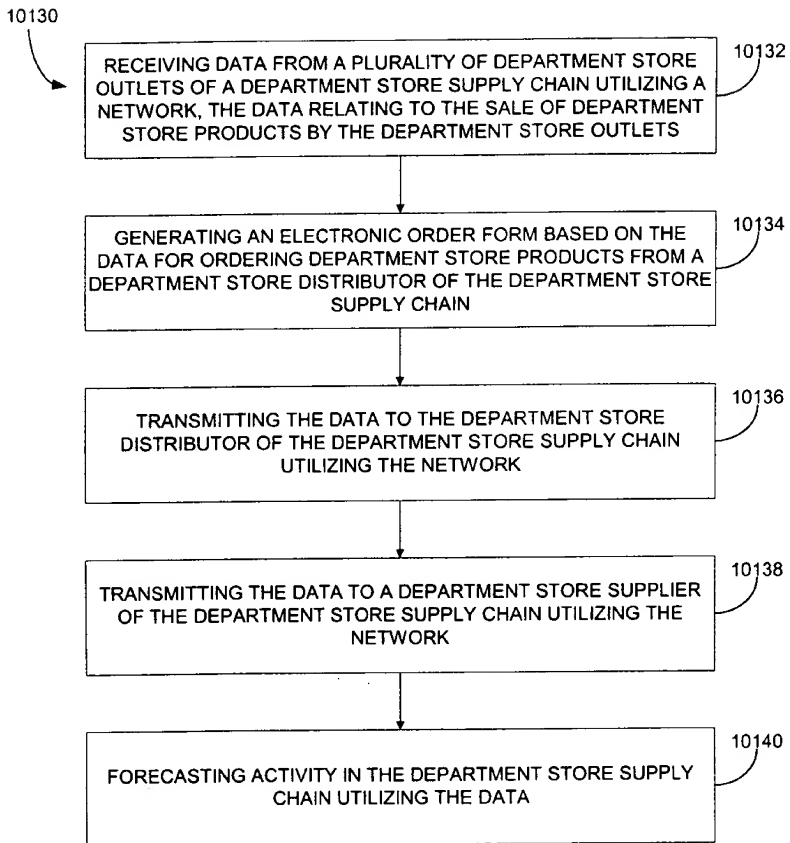 10130
RECEIVING DATA FROM A PLURALITY OF DEPARTMENT STORE
OUTLETS OF A DEPARTMENT STORE SUPPLY CHAIN UTILIZING A
NETWORK, THE DATA RELATING TO THE SALE OF DEPARTMENT
STORE PRODUCTS BY THE DEPARTMENT STORE OUTLETS
10132
GENERATING AN ELECTRONIC ORDER FORM BASED ON THE
DATA FOR ORDERING DEPARTMENT STORE PRODUCTS FROM A
DEPARTMENT STORE DISTRIBUTOR OF THE DEPARTMENT STORE
SUPPLY CHAIN
10134
TRANSMITTING THE DATA TO THE DEPARTMENT STORE
DISTRIBUTOR OF THE DEPARTMENT STORE SUPPLY CHAIN
UTILIZING THE NETWORK
10136
TRANSMITTING THE DATA TO A DEPARTMENT STORE SUPPLIER
OF THE DEPARTMENT STORE SUPPLY CHAIN UTILIZING THE
NETWORK
10138
FORECASTING ACTIVITY IN THE DEPARTMENT STORE SUPPLY
CHAIN UTILIZING THE DATA
10140